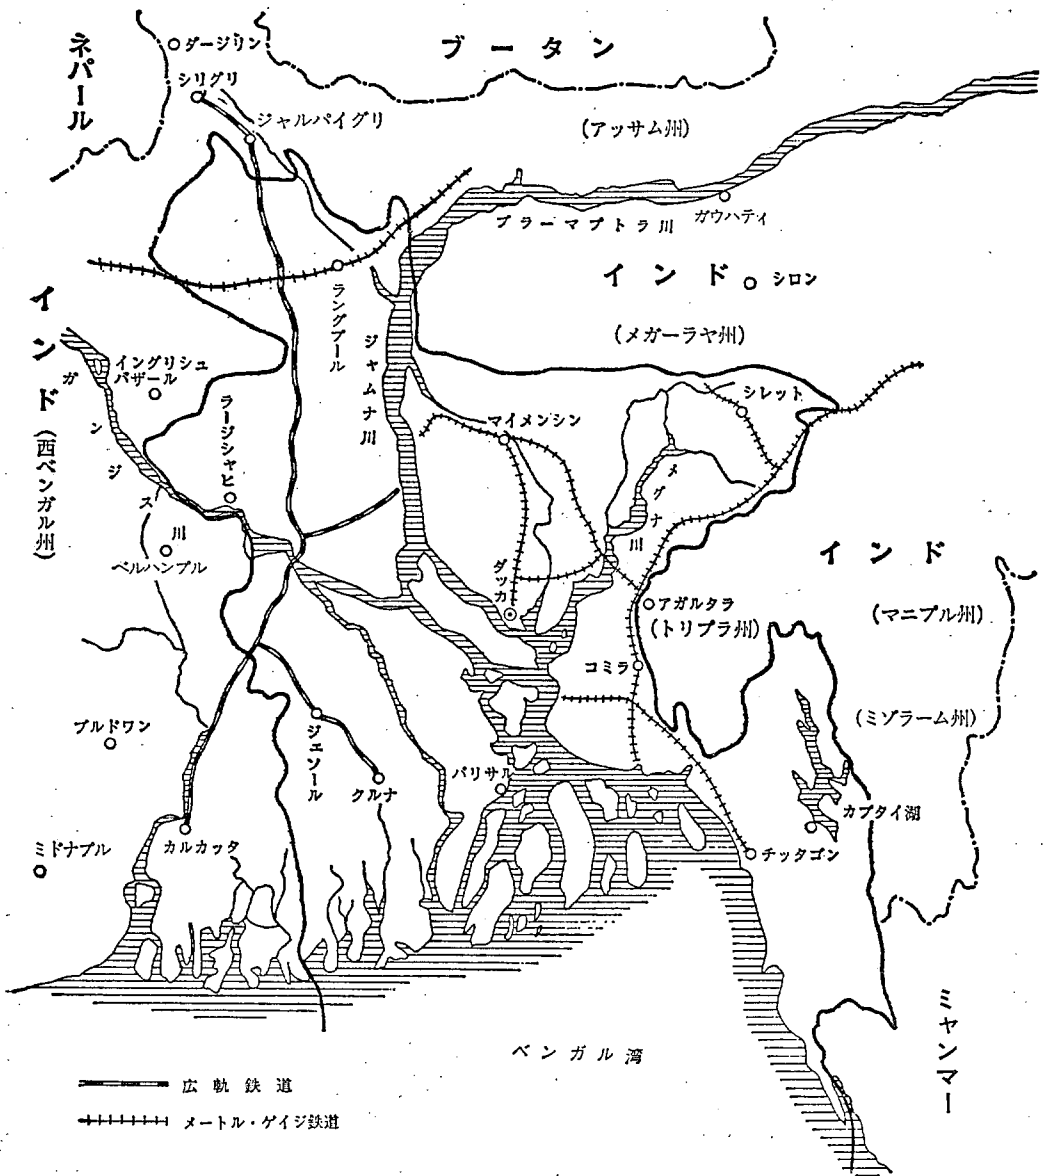 ネパール
ダージリン
ブータン
シリグリ
ジャルパイグリ
(アッサム州)
ブラーマプトラ川
ガウハティ
インド
シロン
(メガーラヤ州)
ラングプール
ジャムナ川
インド(西ベンガル州)
ガンジス川
イングリシュ
バザール
ラージシャヒ
マイメンシン
シレット
メグナ川
ベルハンプル
ダッカ
インド
アガルタラ
(トリプラ州)
(マニプル州)
コミラ
(ミゾラーム州)
ブルドワン
ジェソール
クルナ
バリサル
カプタイ湖
ミドナプル
カルカッタ
チッタゴン
ミャンマー
ベンガル湾
広軌鉄道
メートル・ゲイジ鉄道